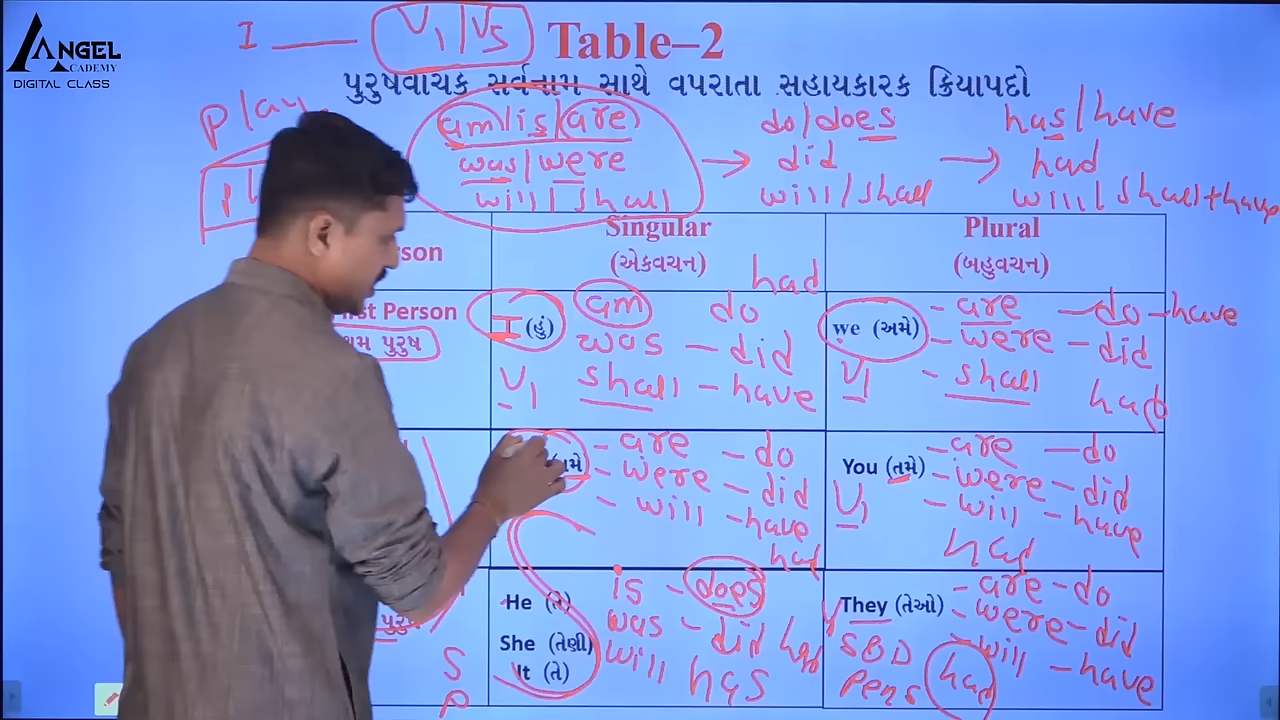 ANGEL
ACADEMY
DIGITAL CLASS
I ___ V1/V5
Table–2
પુરુષવાચક સર્વનામ સાથે વપરાતા સહાયકારક ક્રિયાપદો
play
am/is/are do/does has/have
was/were → did → had
will/shall will/shall will/shall+have
Singular Plural
(એકવચન) (બહુવચન)
First Person
પુરુષ
I (હું) am do had
was – did
V1 shall – have
we (અમે) – are – do – have
– were – did
V1 – shall had
– are – do
– were – did
– will – have
had
You (તમે) – are – do
– were – did
V1 – will – have
had
He (તે) is – does
She (તેણી) was – did had
It (તે) will has
They (તેઓ) – are – do
– were – did
SBD – will – have
Pens had
S
P